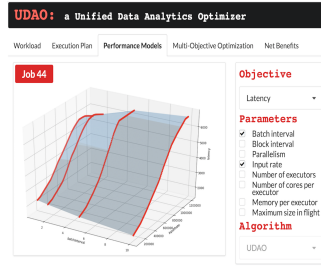 UDAO: a Unified Data Analytics Optimizer
Workload Execution Plan Performance Models Multi-Objective Optimization Net Benefits
Job 44
Objective
Latency
Parameters
Batch interval
Block interval
Parallelism
Input rate
Number of executors
Number of cores per
executor
Memory per executor
Maximum size in flight
Algorithm
UDAO